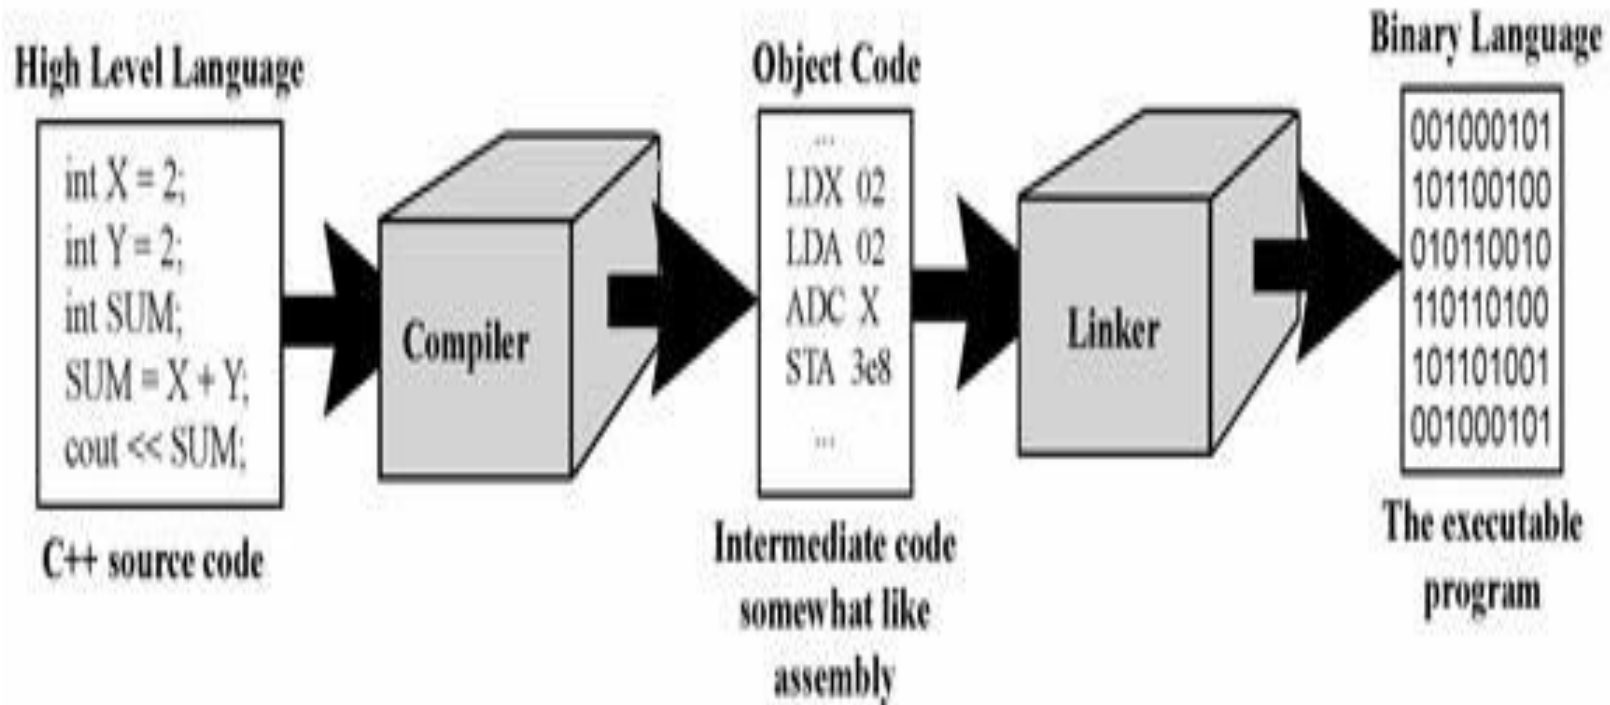 High Level Language
int X = 2;
int Y = 2;
int SUM;
SUM = X + Y;
cout << SUM;
C++ source code
Compiler
Object Code
...
LDX 02
LDA 02
ADC X
STA 3e8
...
Intermediate code
somewhat like
assembly
Linker
Binary Language
001000101
101100100
010110010
110110100
101101001
001000101
The executable
program